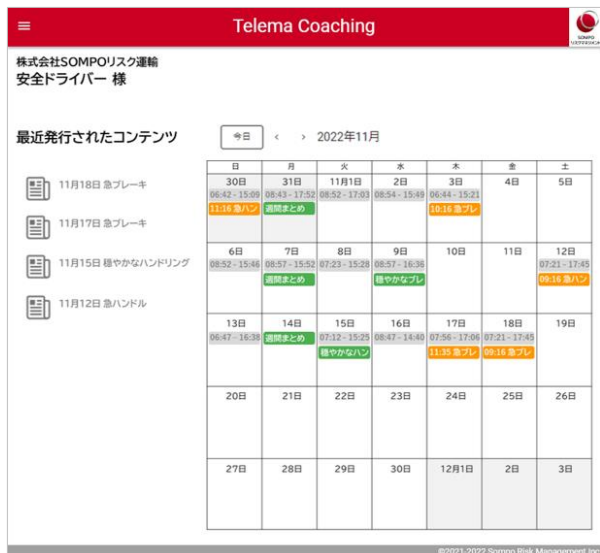 Telema Coaching
SOMPO
株式会社SOMPOリスク運輸
安全ドライバー 様
最近発行されたコンテンツ
11月18日 急ブレーキ
11月17日 急ブレーキ
11月15日 穏やかなハンドリング
11月12日 急ハンドル
今日 ‹ › 2022年11月
日 月 火 水 木 金 土
30日 31日 11月1日 2日 3日 4日 5日
06:42 - 15:09 08:43 - 17:52 08:52 - 17:03 08:54 - 15:49 06:44 - 15:21
11:16 急ハン 週間まとめ 10:16 急ブレ
6日 7日 8日 9日 10日 11日 12日
08:52 - 15:46 08:57 - 15:52 07:23 - 15:28 08:57 - 16:36 07:21 - 17:45
週間まとめ 穏やかなブレ 09:16 急ハン
13日 14日 15日 16日 17日 18日 19日
06:47 - 16:38 週間まとめ 07:12 - 15:25 08:47 - 14:40 07:56 - 17:06 07:21 - 17:45
穏やかなハン 11:35 急ブレ 09:16 急ブレ
20日 21日 22日 23日 24日 25日 26日
27日 28日 29日 30日 12月1日 2日 3日
©2021-2022 Sompo Risk Management Inc.